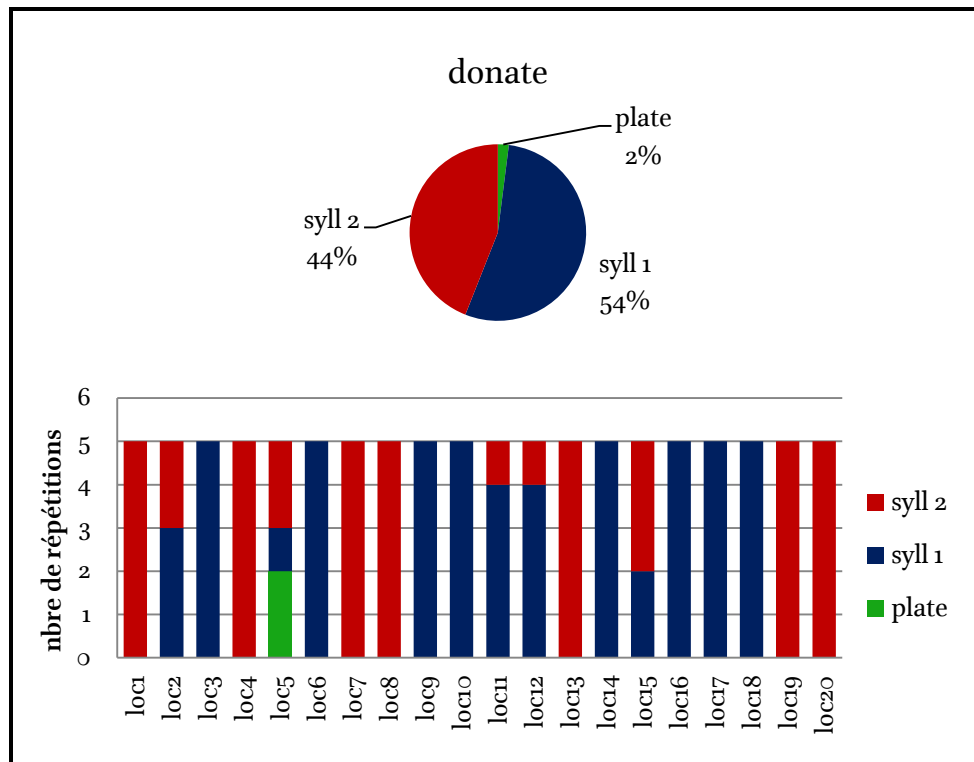 donate
plate
2%
syll 2
44%
syll 1
54%
6
5
4
3
2
1
0
nbre de répétitions
loc1
loc2
loc3
loc4
loc5
loc6
loc7
loc8
loc9
loc10
loc11
loc12
loc13
loc14
loc15
loc16
loc17
loc18
loc19
loc20
syll 2
syll 1
plate